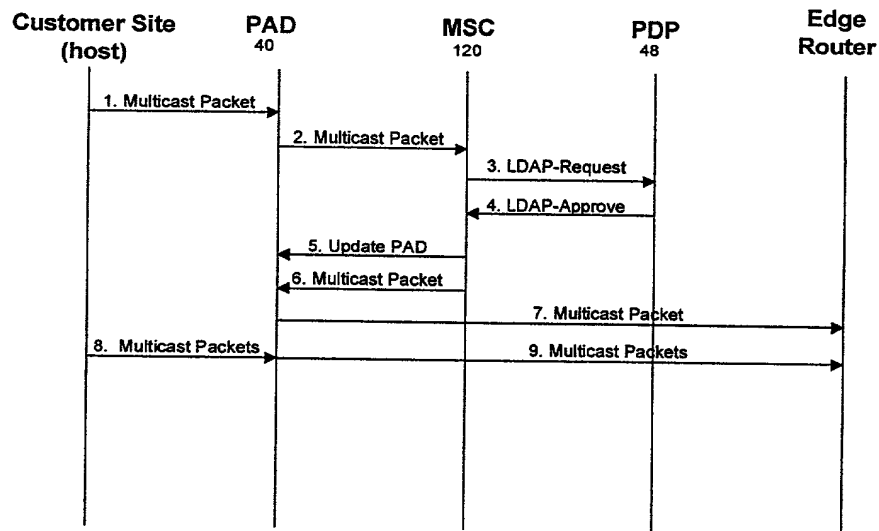 Customer Site
(host)
PAD
40
MSC
120
PDP
48
Edge
Router
1. Multicast Packet
2. Multicast Packet
3. LDAP-Request
4. LDAP-Approve
5. Update PAD
6. Multicast Packet
7. Multicast Packet
8. Multicast Packets
9. Multicast Packets